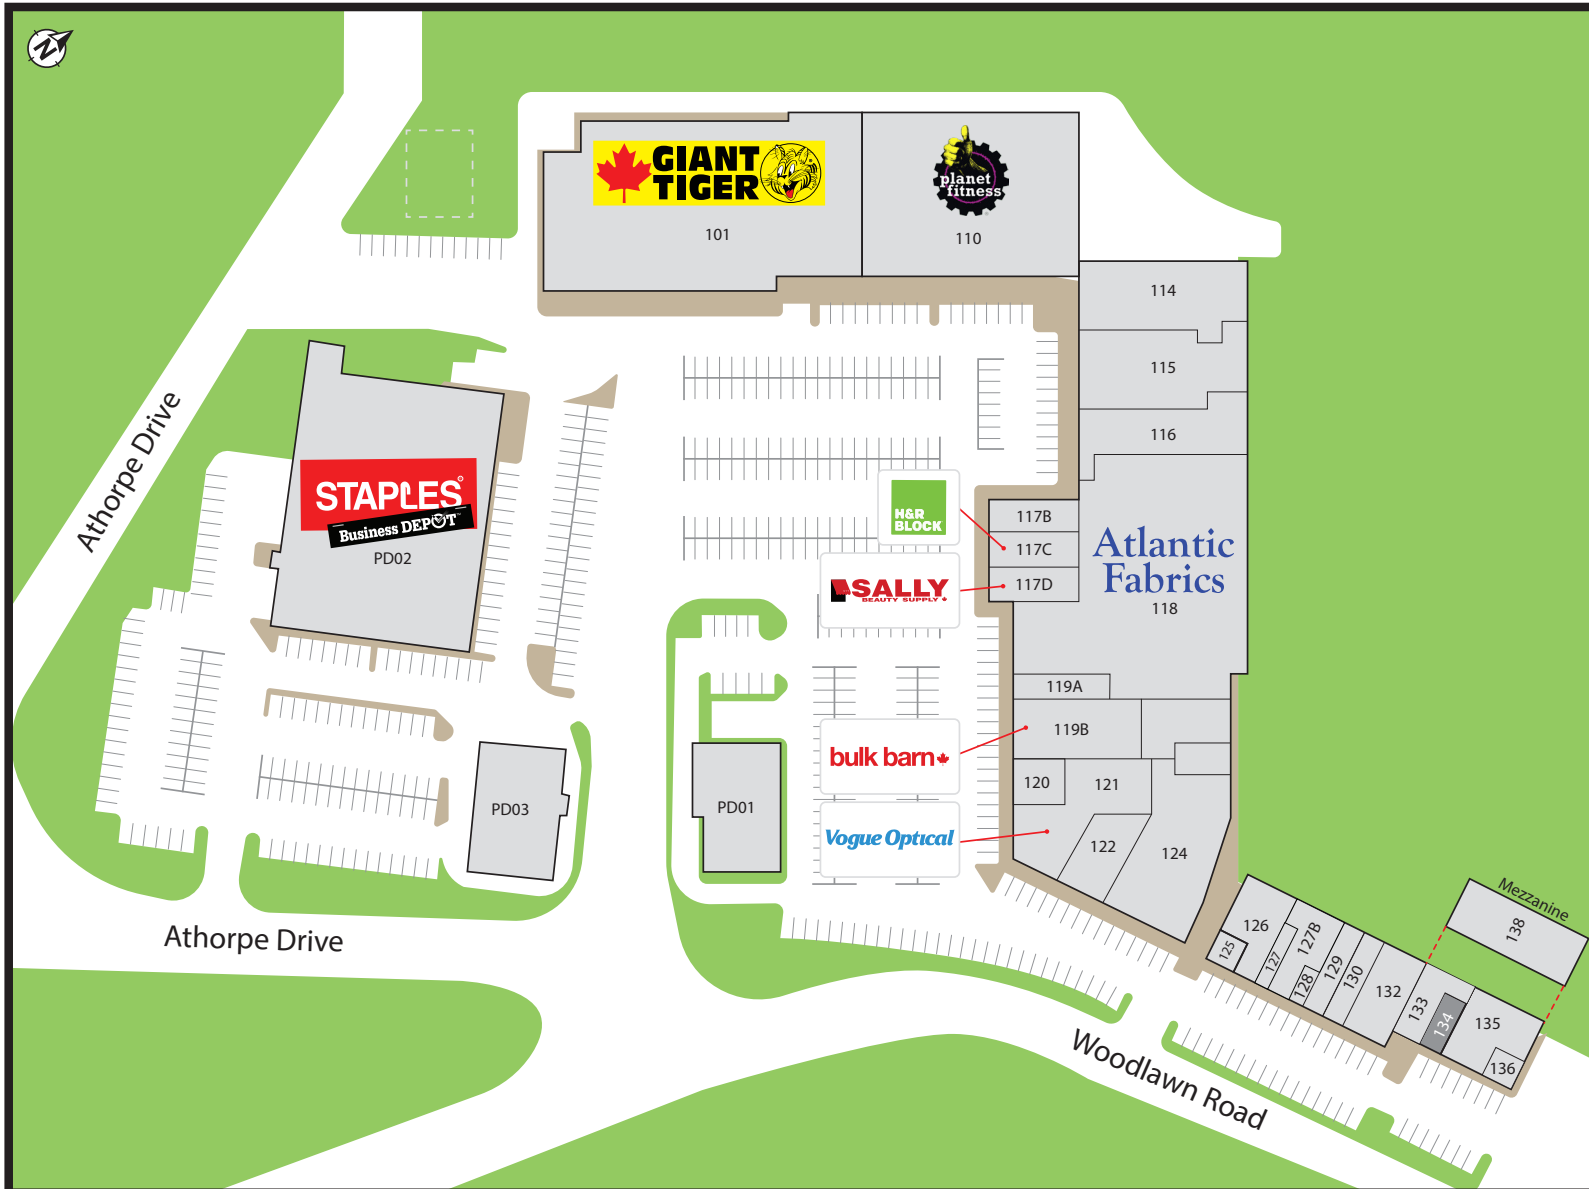 N
GIANT
TIGER
101
planet
fitness
110
114
115
116
Athorpe Drive
STAPLES
Business DEPOT™
PD02
H&R
BLOCK
117B
117C
117D
SALLY
BEAUTY SUPPLY
Atlantic
Fabrics
118
119A
119B
bulk barn
120
121
122
124
Vogue Optical
PD03
PD01
Athorpe Drive
125
126
127
127B
128
129
130
132
133
134
135
136
Mezzanine
138
Woodlawn Road